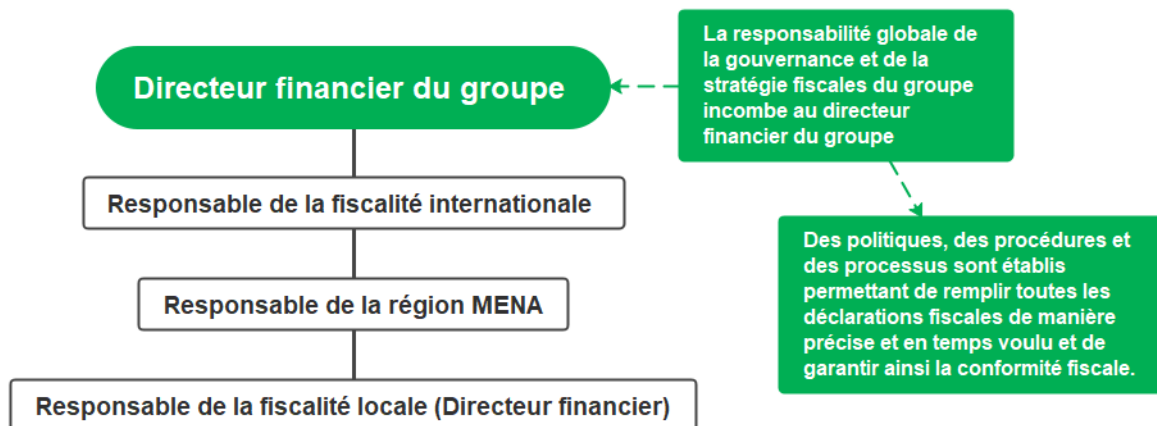 Directeur financier du groupe
La responsabilité globale de
la gouvernance et de la
stratégie fiscales du groupe
incombe au directeur
financier du groupe
Responsable de la fiscalité internationale
Responsable de la région MENA
Responsable de la fiscalité locale (Directeur financier)
Des politiques, des procédures et
des processus sont établis
permettant de remplir toutes les
déclarations fiscales de manière
précise et en temps voulu et de
garantir ainsi la conformité fiscale.